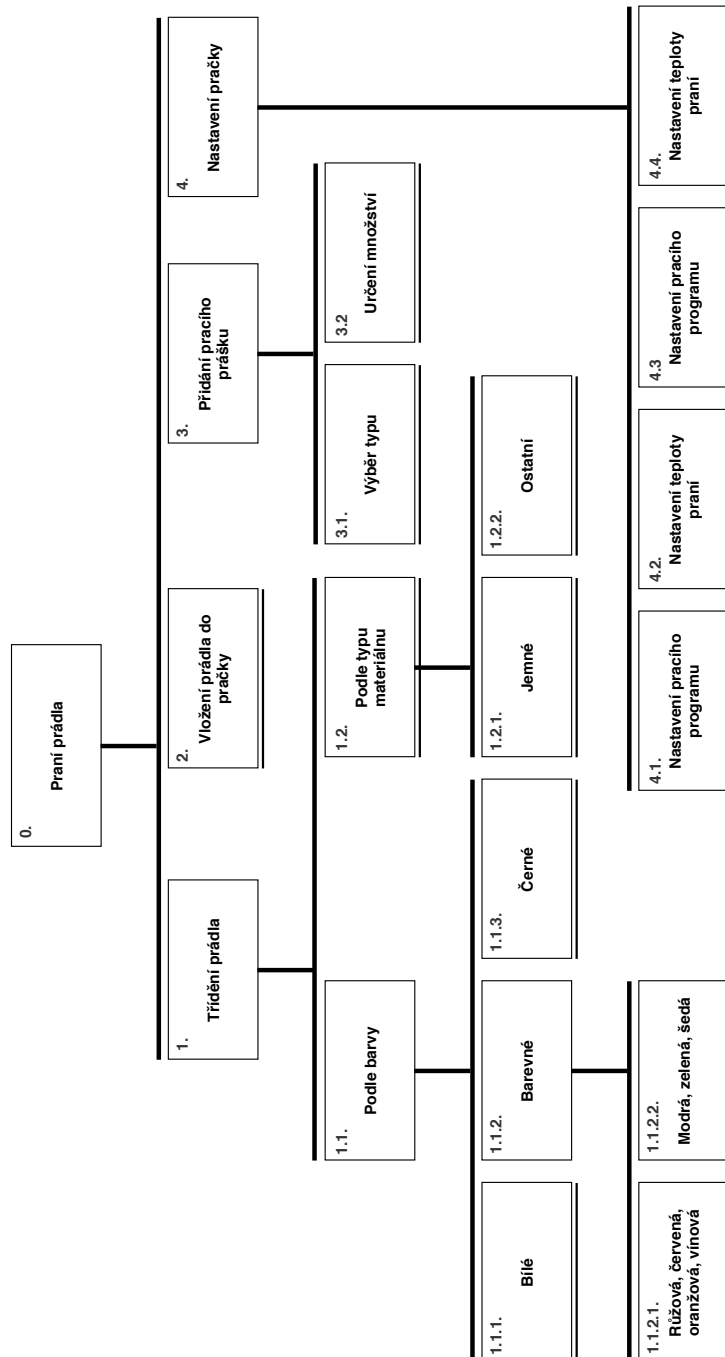 0.
Praní prádla
1.
Třídění prádla
2.
Vložení prádla do
pračky
3.
Přidání pracího
prášku
4.
Nastavení pračky
1.1.
Podle barvy
1.2.
Podle typu
materiálnu
3.1.
Výběr typu
3.2
Určení množství
1.1.1.
Bílé
1.1.2.
Barevné
1.1.3.
Černé
1.2.1.
Jemné
1.2.2.
Ostatní
1.1.2.1.
Růžová, červená,
oranžová, vínová
1.1.2.2.
Modrá, zelená, šedá
4.1.
Nastavení pracího
programu
4.2.
Nastavení teploty
praní
4.3
Nastavení pracího
programu
4.4.
Nastavení teploty
praní